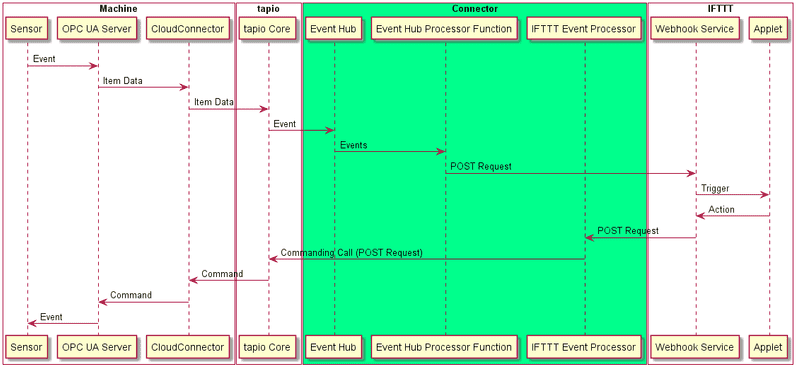 Machine
tapio
Connector
IFTTT
Sensor
OPC UA Server
CloudConnector
tapio Core
Event Hub
Event Hub Processor Function
IFTTT Event Processor
Webhook Service
Applet
Event
Item Data
Item Data
Event
Events
POST Request
Trigger
Action
POST Request
Commanding Call (POST Request)
Command
Command
Event
Sensor
OPC UA Server
CloudConnector
tapio Core
Event Hub
Event Hub Processor Function
IFTTT Event Processor
Webhook Service
Applet